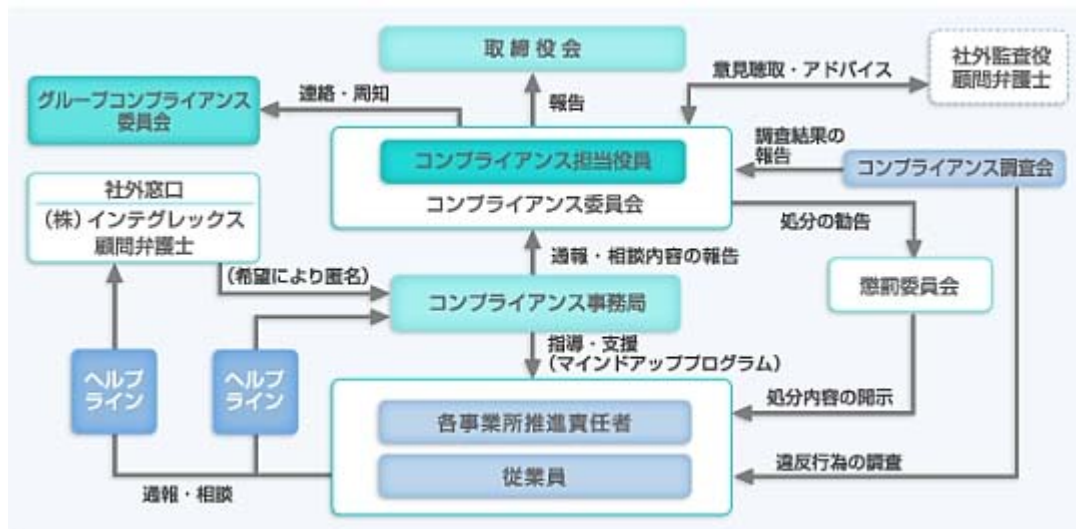 取締役会
社外監査役
顧問弁護士
意見聴取・アドバイス
グループコンプライアンス
委員会
連絡・周知
報告
コンプライアンス担当役員
コンプライアンス委員会
調査結果の
報告
コンプライアンス調査会
社外窓口
(株)インテグレックス
顧問弁護士
処分の勧告
通報・相談内容の報告
(希望により匿名)
コンプライアンス事務局
懲罰委員会
指導・支援
(マインドアッププログラム)
ヘルプ
ライン
ヘルプ
ライン
処分内容の開示
各事業所推進責任者
従業員
違反行為の調査
通報・相談